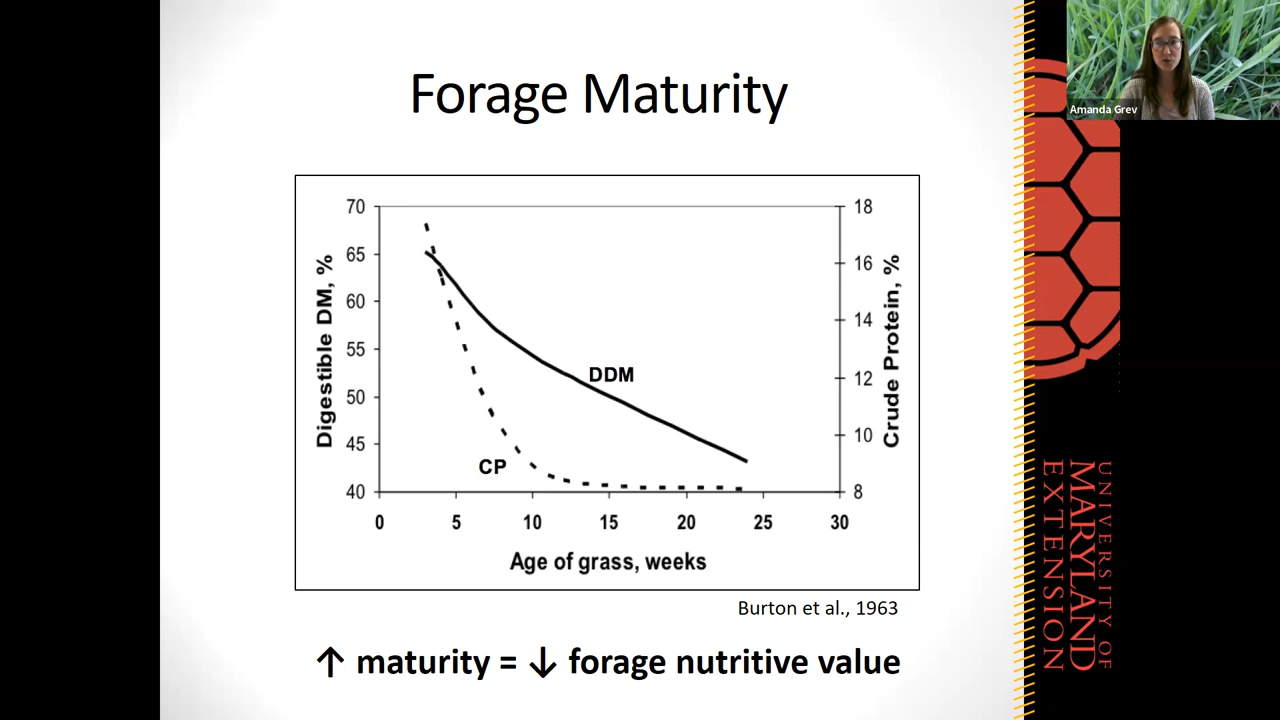 Forage Maturity
Amanda Grev
70
65
60
55
50
45
40
Digestible DM, %
18
16
14
12
10
8
Crude Protein, %
DDM
CP
0 5 10 15 20 25 30
Age of grass, weeks
Burton et al., 1963
↑ maturity = ↓ forage nutritive value
UNIVERSITY OF
MARYLAND
EXTENSION